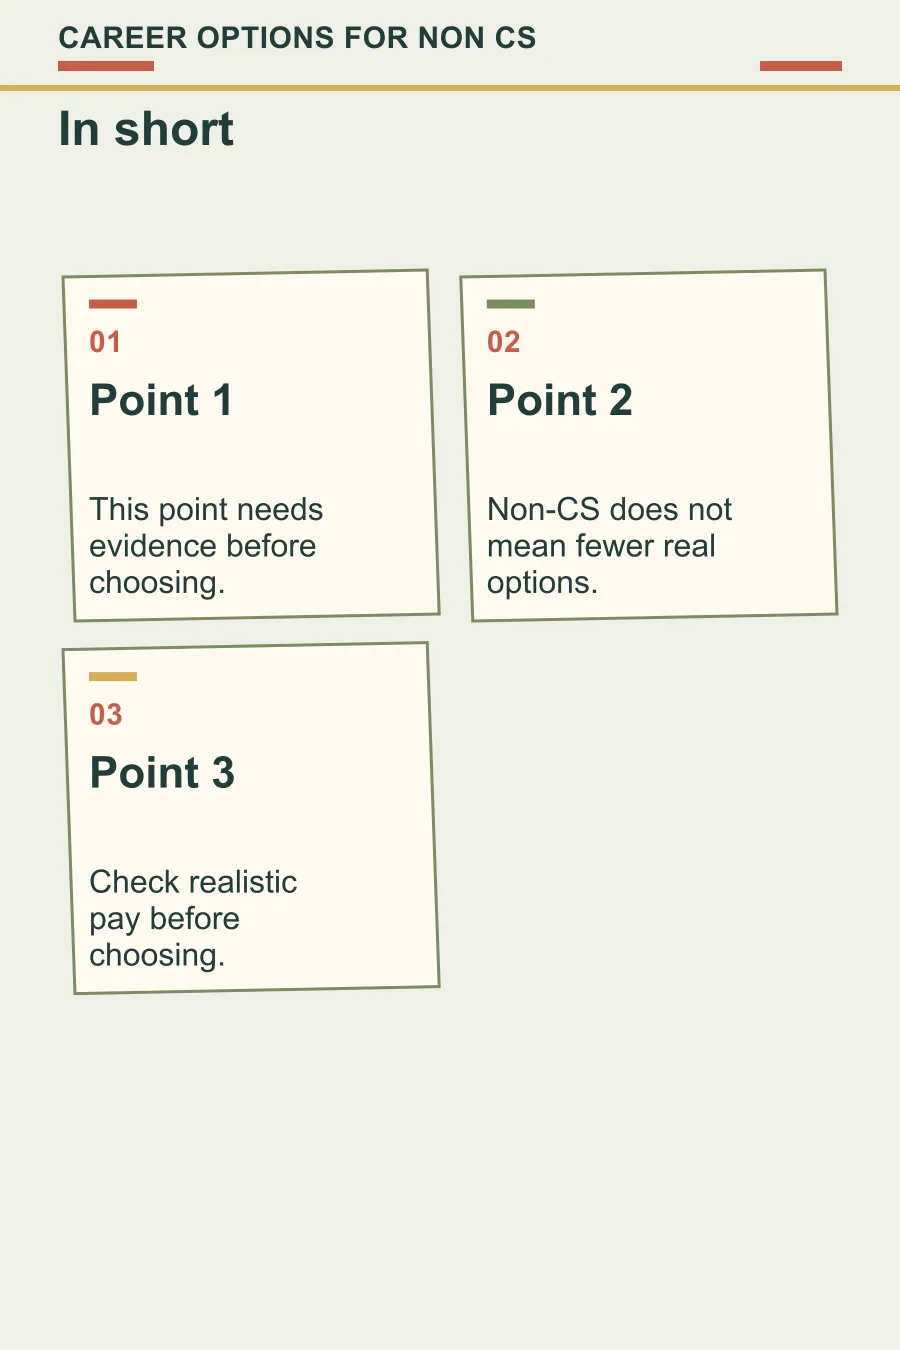 CAREER OPTIONS FOR NON CS
In short
01
Point 1
This point needs
evidence before
choosing.
02
Point 2
Non-CS does not
mean fewer real
options.
03
Point 3
Check realistic
pay before
choosing.